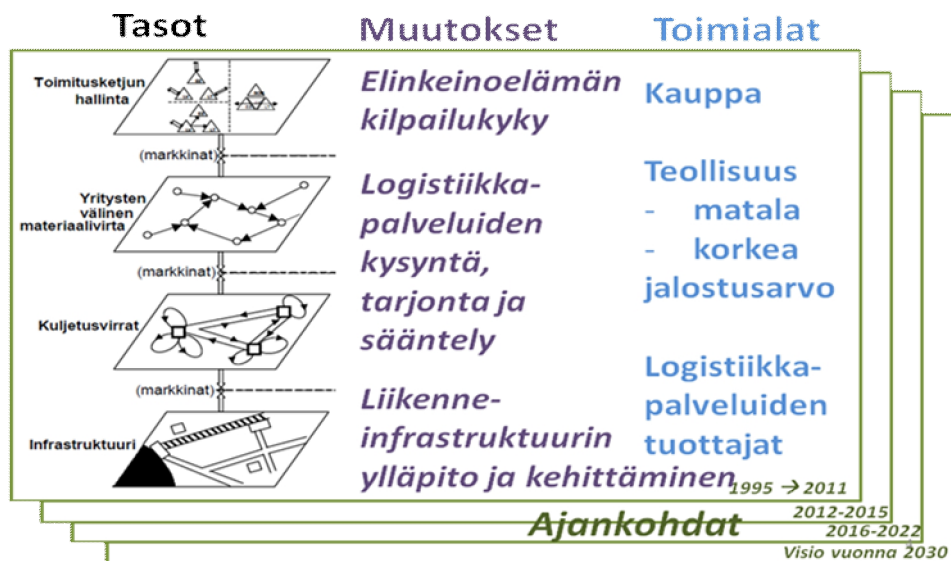 Tasot
Muutokset
Toimialat
Toimitusketjun
hallinta
(markkinat)
Yritysten
välinen
materiaalivirta
(markkinat)
Kuljetusvirrat
(markkinat)
Infrastruktuuri
Elinkeinoelämän
kilpailukyky
Logistiikka-
palveluiden
kysyntä,
tarjonta ja
sääntely
Liikenne-
infrastruktuurin
ylläpito ja kehittäminen
Kauppa
Teollisuus
- matala
- korkea
jalostusarvo
Logistiikka-
palveluiden
tuottajat
1995 → 2011
2012-2015
Ajankohdat
2016-2022
Visio vuonna 2030